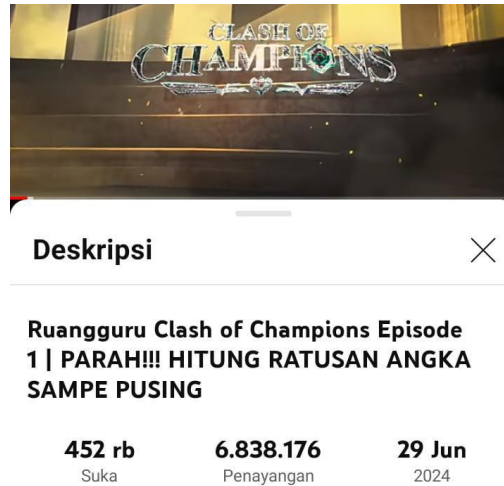 CLASH OF
CHAMPIONS
Deskripsi
Ruangguru Clash of Champions Episode
1 | PARAH!!! HITUNG RATUSAN ANGKA
SAMPE PUSING
452 rb 6.838.176 29 Jun
Suka Penayangan 2024